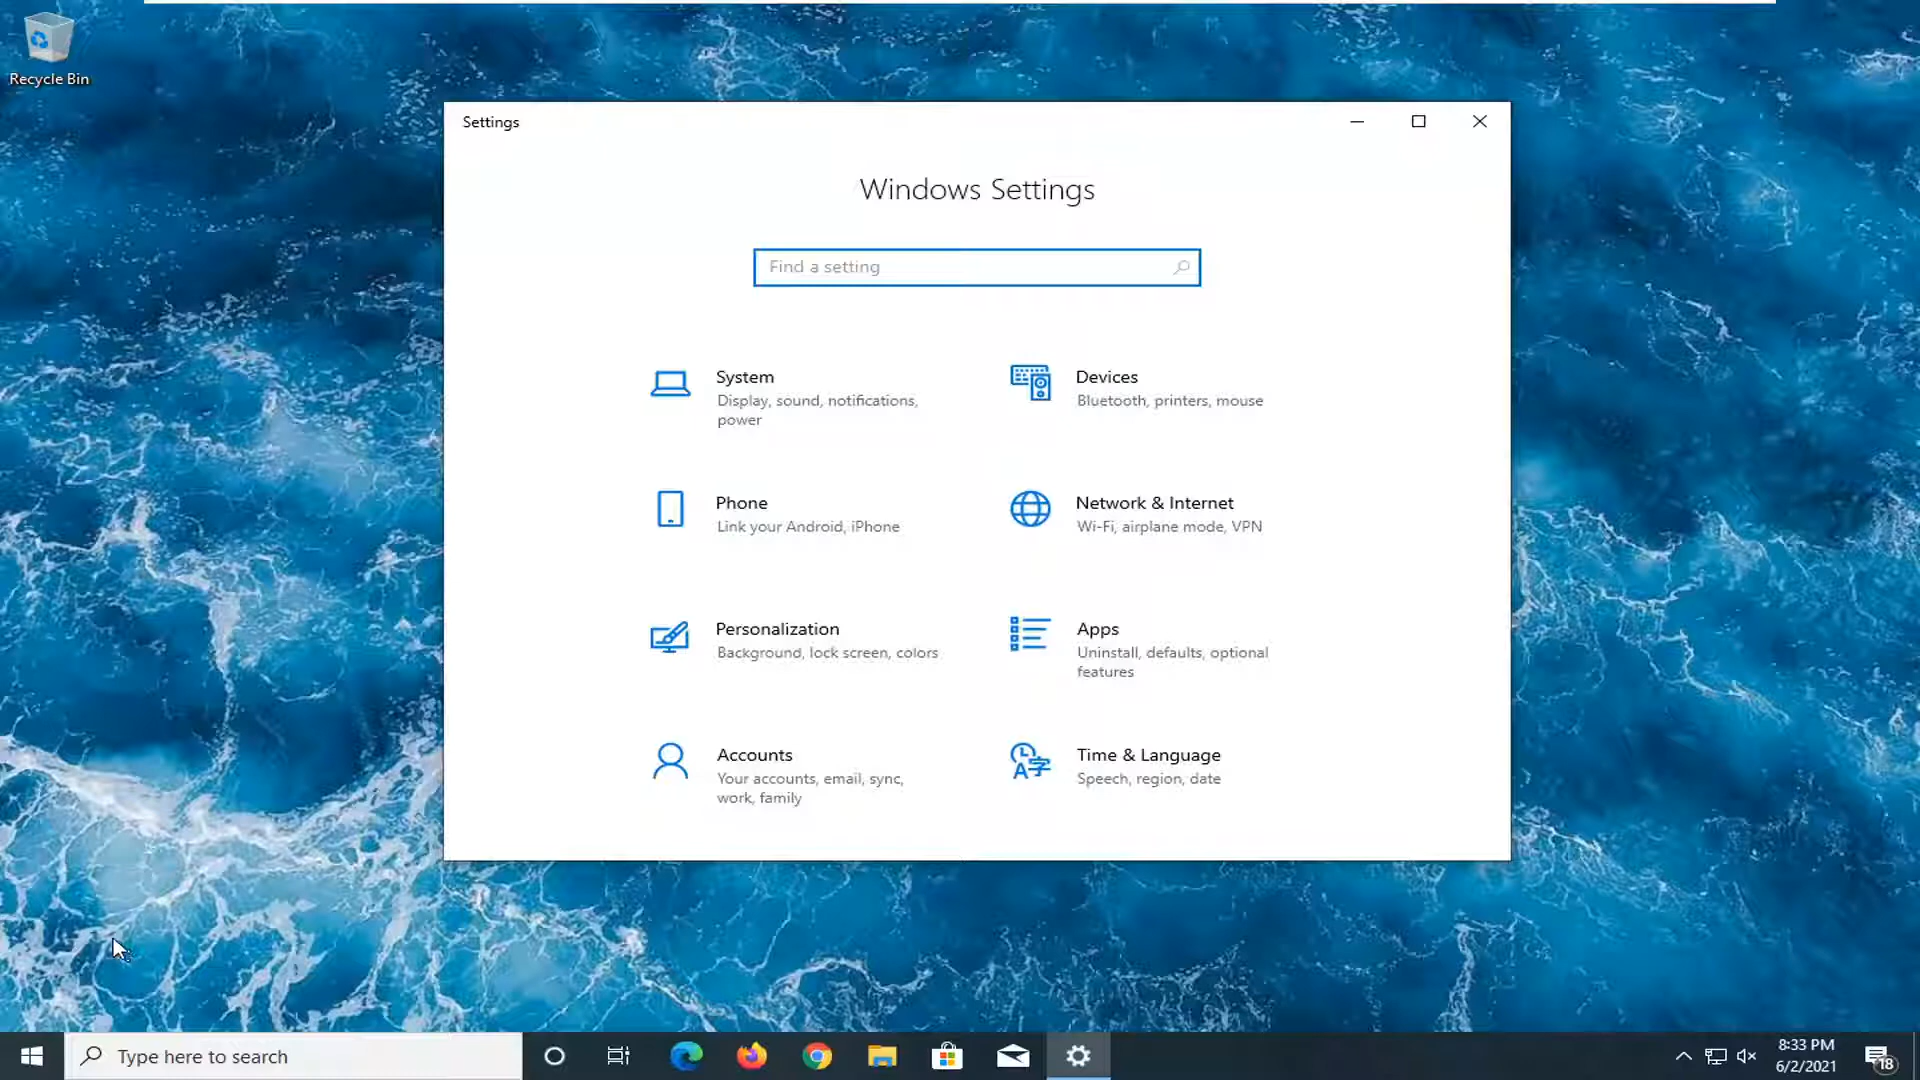 Recycle Bin
Settings
Windows Settings
Find a setting
System
Display, sound, notifications,
power
Devices
Bluetooth, printers, mouse
Phone
Link your Android, iPhone
Network & Internet
Wi-Fi, airplane mode, VPN
Personalization
Background, lock screen, colors
Apps
Uninstall, defaults, optional
features
Accounts
Your accounts, email, sync,
work, family
Time & Language
Speech, region, date
Type here to search
8:33 PM
6/2/2021
18